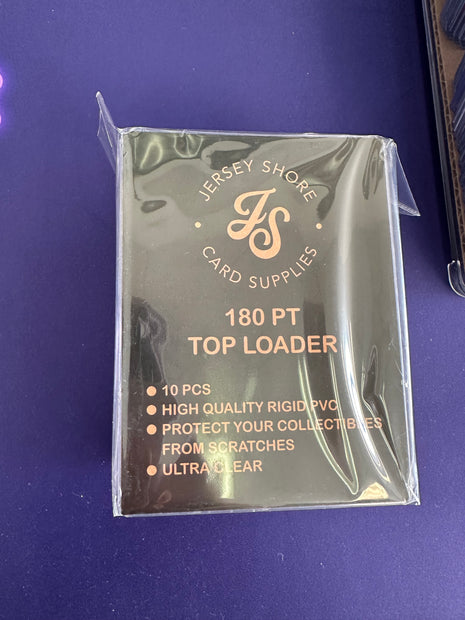 JERSEY SHORE
JS
CARD SUPPLIES
180 PT
TOP LOADER
● 10 PCS
● HIGH QUALITY RIGID PVC
● PROTECT YOUR COLLECTIBLES
FROM SCRATCHES
● ULTRA CLEAR